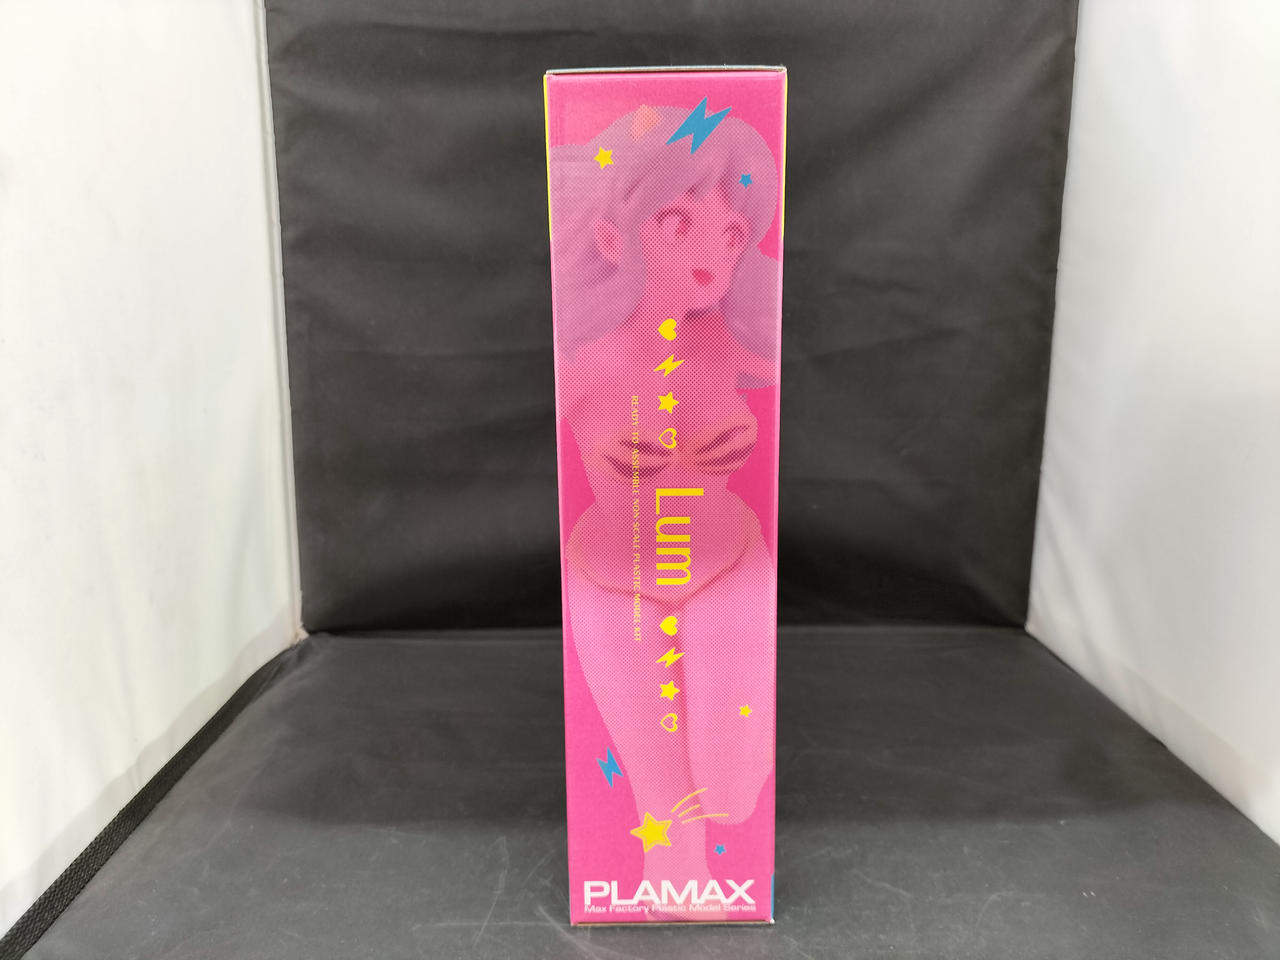 Lum
READY-TO-ASSEMBLE NON-SCALE PLASTIC MODEL KIT
PLAMAX
Max Factory Plastic Model Series